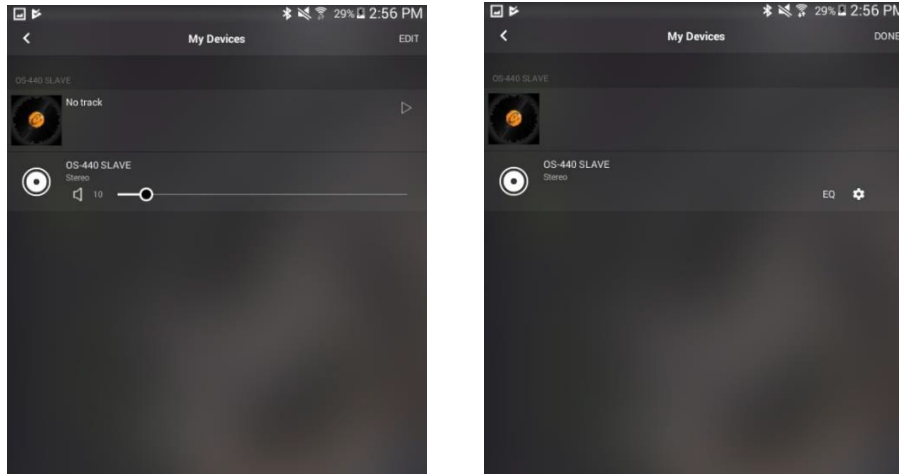 29% 2:56 PM
My Devices
EDIT
OS-440 SLAVE
No track
OS-440 SLAVE
Stereo
10
29% 2:56 PM
My Devices
DONE
OS-440 SLAVE
OS-440 SLAVE
Stereo
EQ